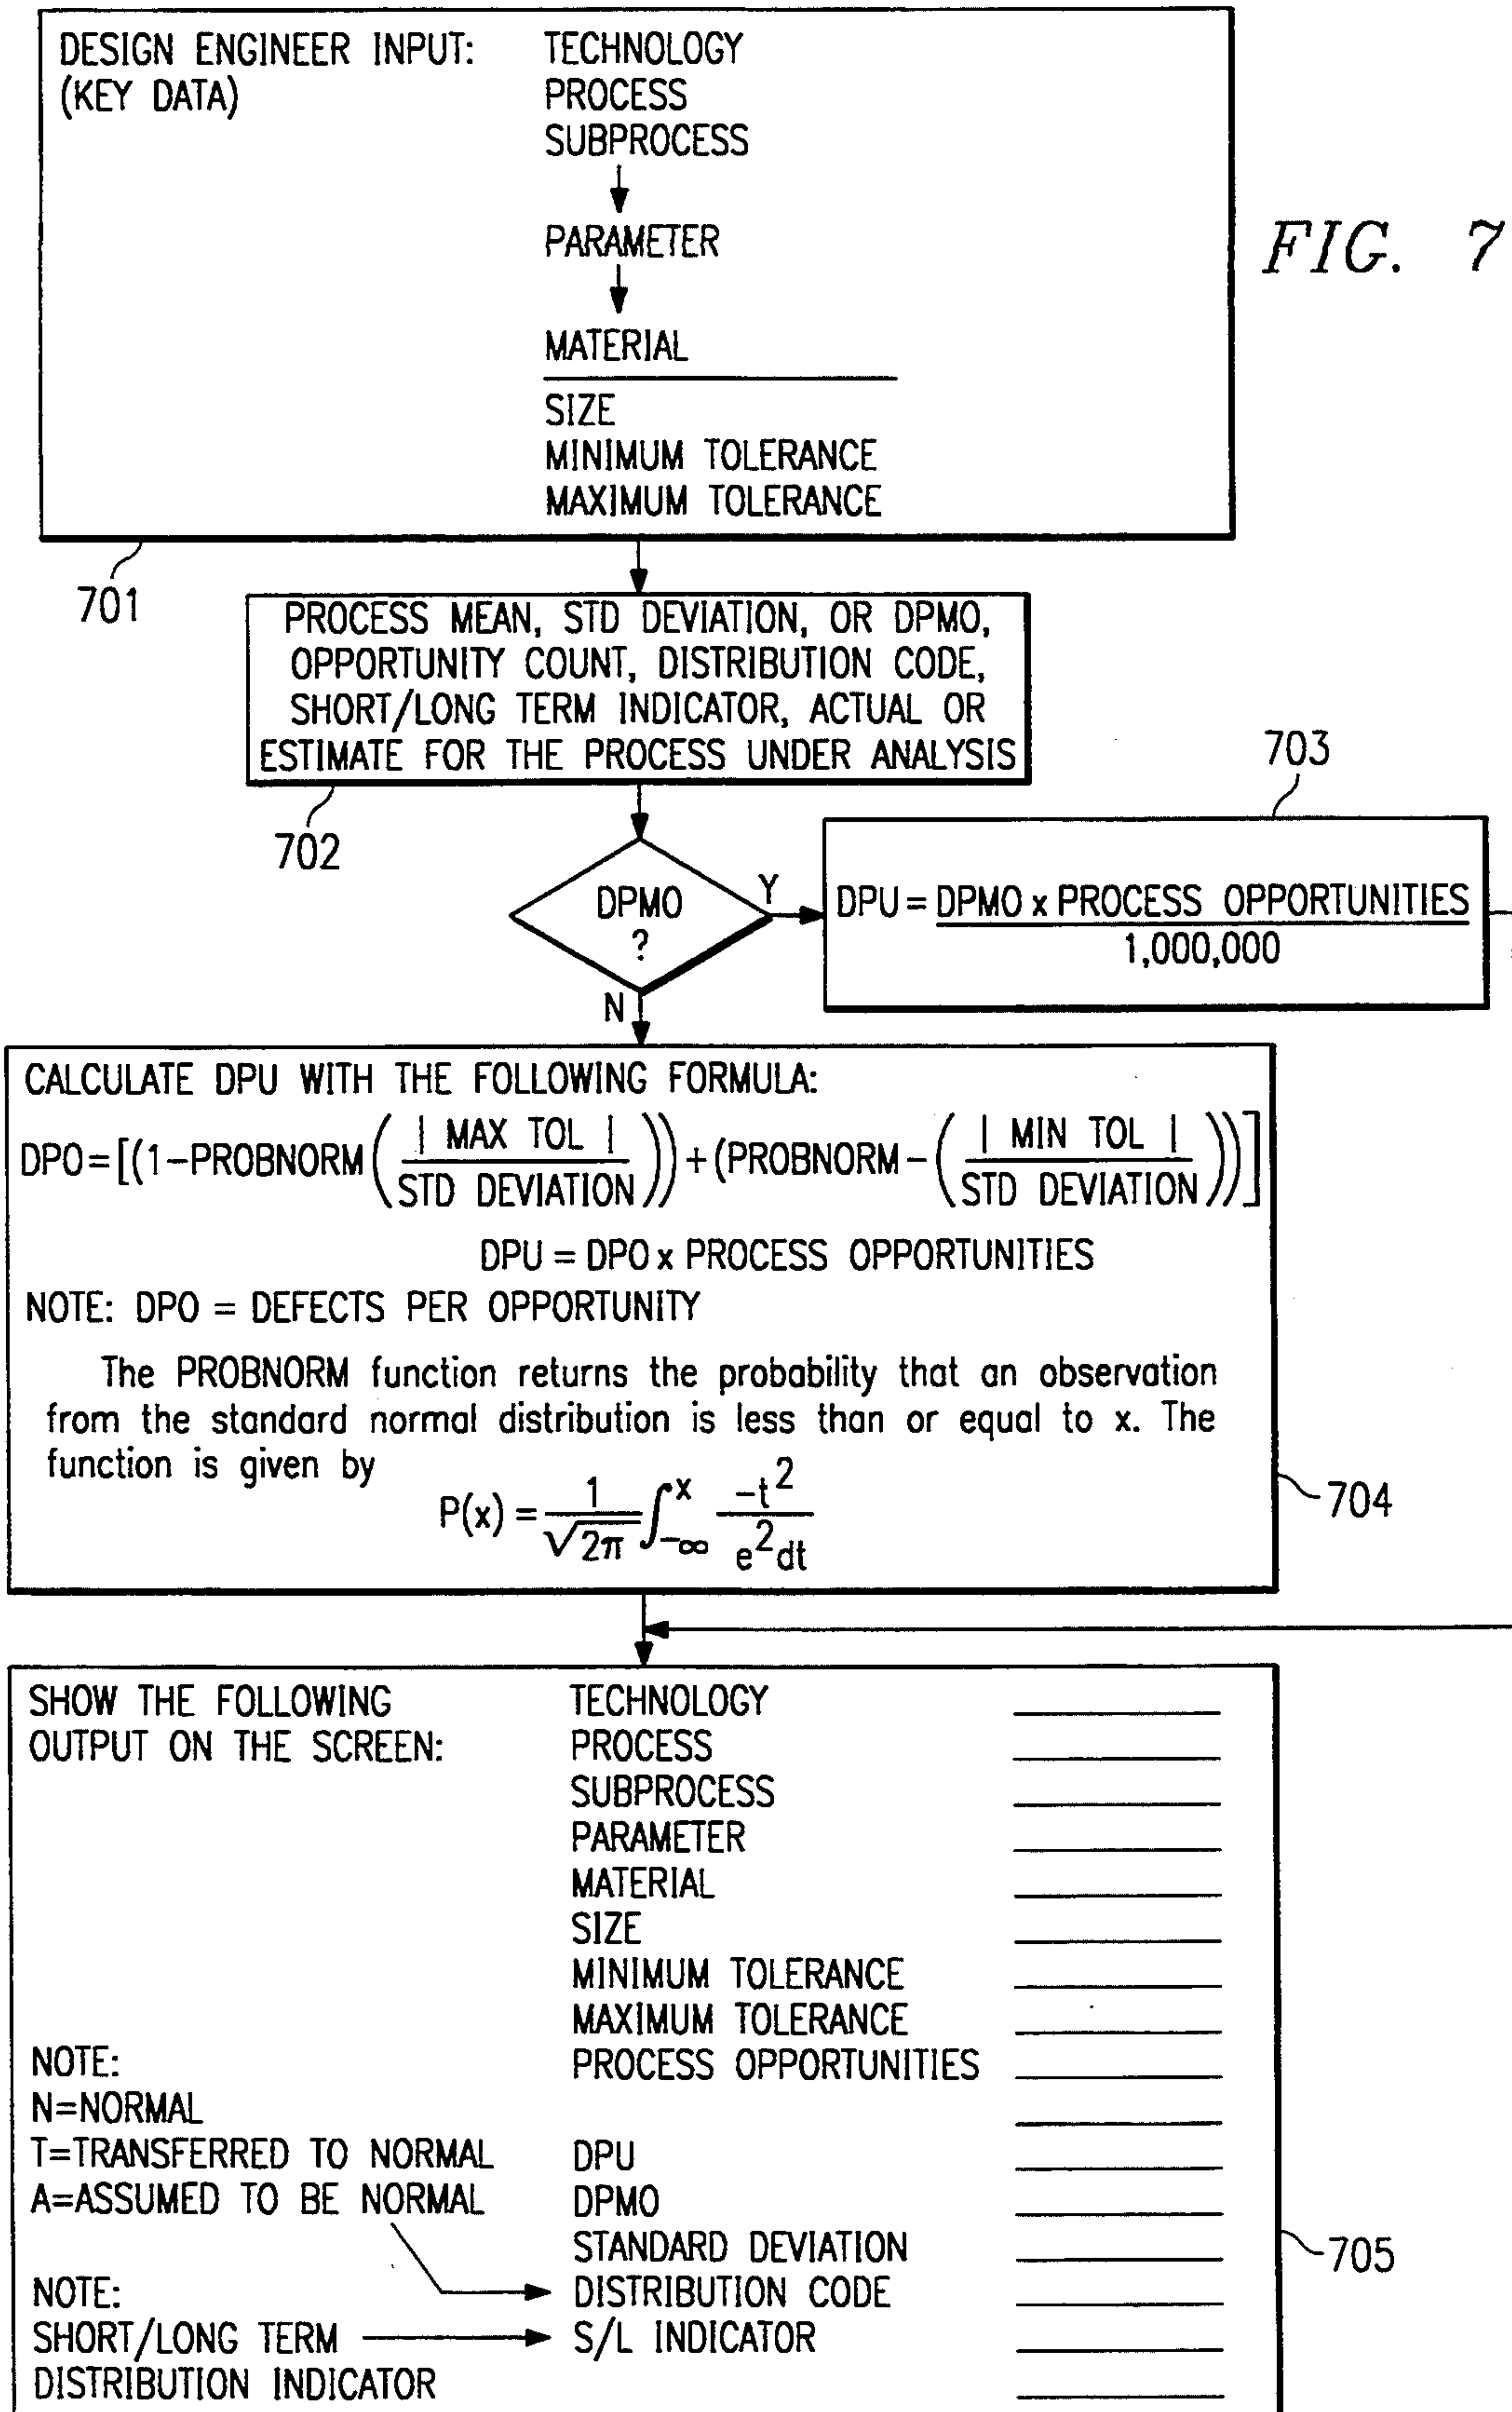 DESIGN ENGINEER INPUT: TECHNOLOGY
(KEY DATA) PROCESS
SUBPROCESS
PARAMETER
MATERIAL
SIZE
MINIMUM TOLERANCE
MAXIMUM TOLERANCE
FIG. 7
701
PROCESS MEAN, STD DEVIATION, OR DPMO,
OPPORTUNITY COUNT, DISTRIBUTION CODE,
SHORT/LONG TERM INDICATOR, ACTUAL OR
ESTIMATE FOR THE PROCESS UNDER ANALYSIS
702
703
DPMO
?
Y
N
DPU = DPMO x PROCESS OPPORTUNITIES
1,000,000
CALCULATE DPU WITH THE FOLLOWING FORMULA:
DPO=[(1-PROBNORM(| MAX TOL | / STD DEVIATION))+(PROBNORM-(| MIN TOL | / STD DEVIATION))]
DPU = DPO x PROCESS OPPORTUNITIES
NOTE: DPO = DEFECTS PER OPPORTUNITY
The PROBNORM function returns the probability that an observation
from the standard normal distribution is less than or equal to x. The
function is given by
P(x) = 1/√2π ∫-∞^x -t^2 / e^2dt
704
SHOW THE FOLLOWING TECHNOLOGY
OUTPUT ON THE SCREEN: PROCESS
SUBPROCESS
PARAMETER
MATERIAL
SIZE
MINIMUM TOLERANCE
MAXIMUM TOLERANCE
NOTE: PROCESS OPPORTUNITIES
N=NORMAL
T=TRANSFERRED TO NORMAL DPU
A=ASSUMED TO BE NORMAL DPMO
STANDARD DEVIATION
NOTE: DISTRIBUTION CODE
SHORT/LONG TERM S/L INDICATOR
DISTRIBUTION INDICATOR
705